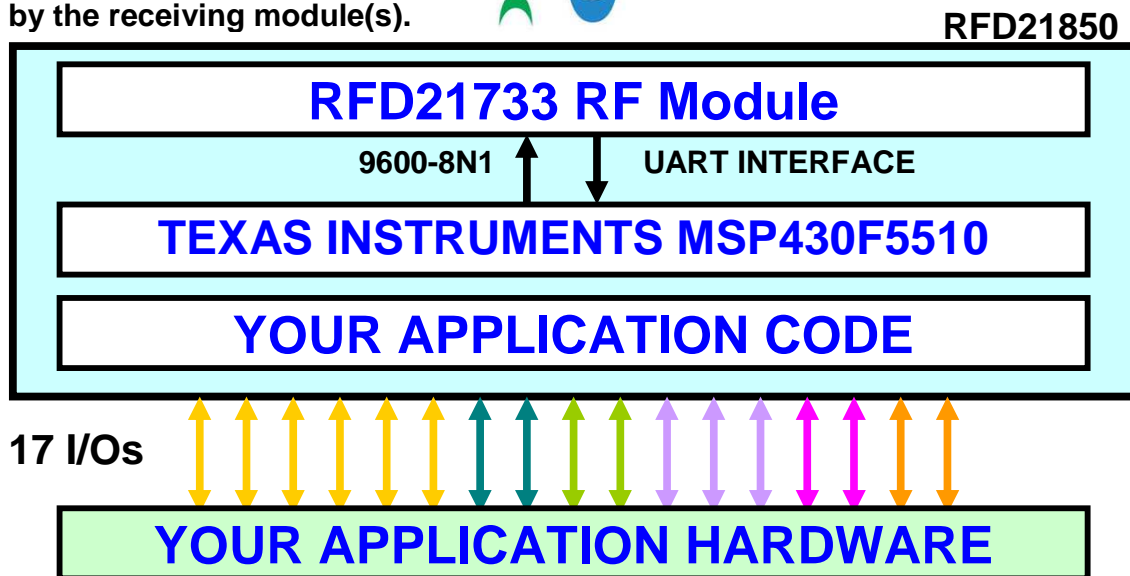 by the receiving module(s).
RFD21850
RFD21733 RF Module
9600-8N1 UART INTERFACE
TEXAS INSTRUMENTS MSP430F5510
YOUR APPLICATION CODE
17 I/Os
YOUR APPLICATION HARDWARE